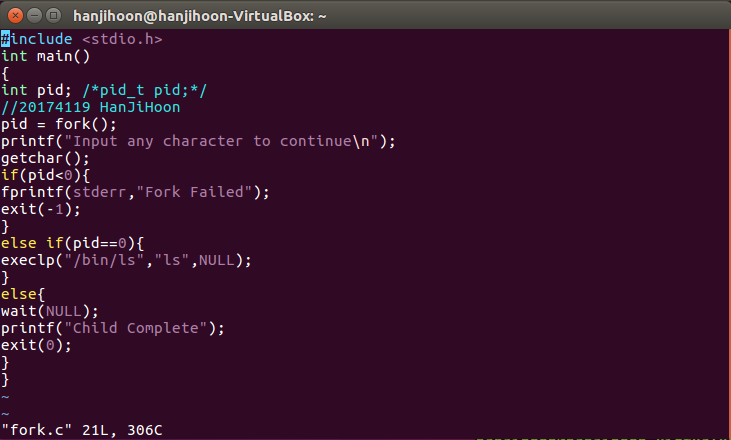 hanjihoon@hanjihoon-VirtualBox: ~
#include <stdio.h>
int main()
{
int pid; /*pid_t pid;*/
//20174119 HanJiHoon
pid = fork();
printf("Input any character to continue\n");
getchar();
if(pid<0){
fprintf(stderr,"Fork Failed");
exit(-1);
}
else if(pid==0){
execlp("/bin/ls","ls",NULL);
}
else{
wait(NULL);
printf("Child Complete");
exit(0);
}
}
~
~
"fork.c" 21L, 306C